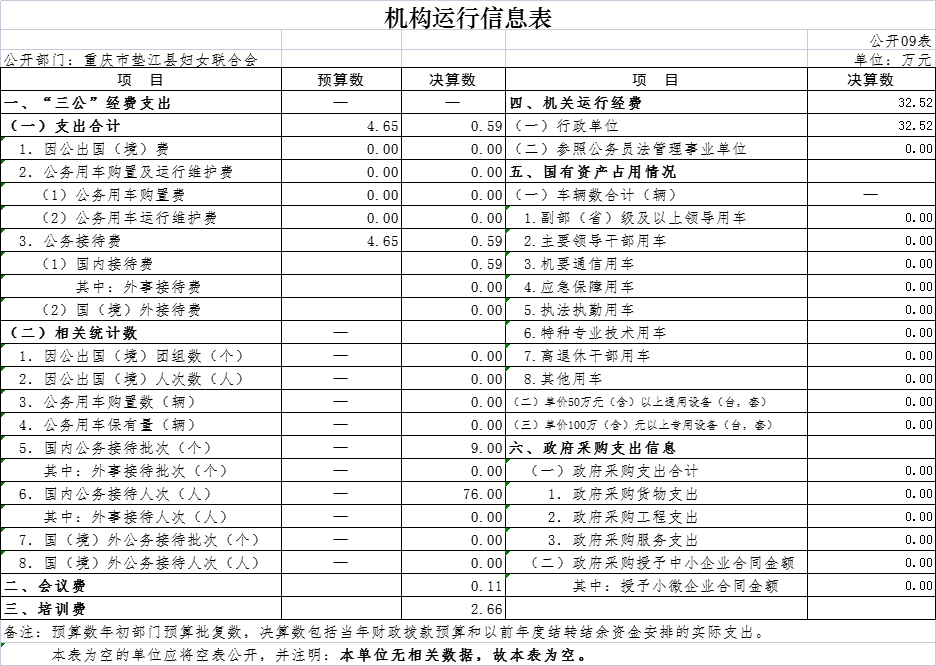 机构运行信息表
公开09表
公开部门：重庆市垫江县妇女联合会 单位：万元
项 目 预算数 决算数 项 目 决算数
一、“三公”经费支出 — — 四、机关运行经费 32.52
（一）支出合计 4.65 0.59 （一）行政单位 32.52
1．因公出国（境）费 0.00 0.00 （二）参照公务员法管理事业单位 0.00
2．公务用车购置及运行维护费 0.00 0.00 五、国有资产占用情况
（1）公务用车购置费 0.00 0.00 （一）车辆数合计（辆） —
（2）公务用车运行维护费 0.00 0.00 1.副部（省）级及以上领导用车 0.00
3．公务接待费 4.65 0.59 2.主要领导干部用车 0.00
（1）国内接待费 0.59 3.机要通信用车 0.00
其中：外事接待费 0.00 4.应急保障用车 0.00
（2）国（境）外接待费 0.00 5.执法执勤用车 0.00
（二）相关统计数 — 6.特种专业技术用车 0.00
1．因公出国（境）团组数（个） — 0.00 7.离退休干部用车 0.00
2．因公出国（境）人次数（人） — 0.00 8.其他用车 0.00
3．公务用车购置数（辆） — 0.00 （二）单价50万元（含）以上通用设备（台，套） 0.00
4．公务用车保有量（辆） — 0.00 （三）单价100万（含）元以上专用设备（台，套） 0.00
5．国内公务接待批次（个） — 9.00 六、政府采购支出信息
其中：外事接待批次（个） — 0.00 （一）政府采购支出合计 0.00
6．国内公务接待人次（人） — 76.00 1．政府采购货物支出 0.00
其中：外事接待人次（人） — 0.00 2．政府采购工程支出 0.00
7．国（境）外公务接待批次（个） — 0.00 3．政府采购服务支出 0.00
8．国（境）外公务接待人次（人） — 0.00 （二）政府采购授予中小企业合同金额 0.00
二、会议费 0.11 其中：授予小微企业合同金额 0.00
三、培训费 2.66
备注：预算数年初部门预算批复数，决算数包括当年财政拨款预算和以前年度结转结余资金安排的实际支出。
本表为空的单位应将空表公开，并注明：本单位无相关数据，故本表为空。